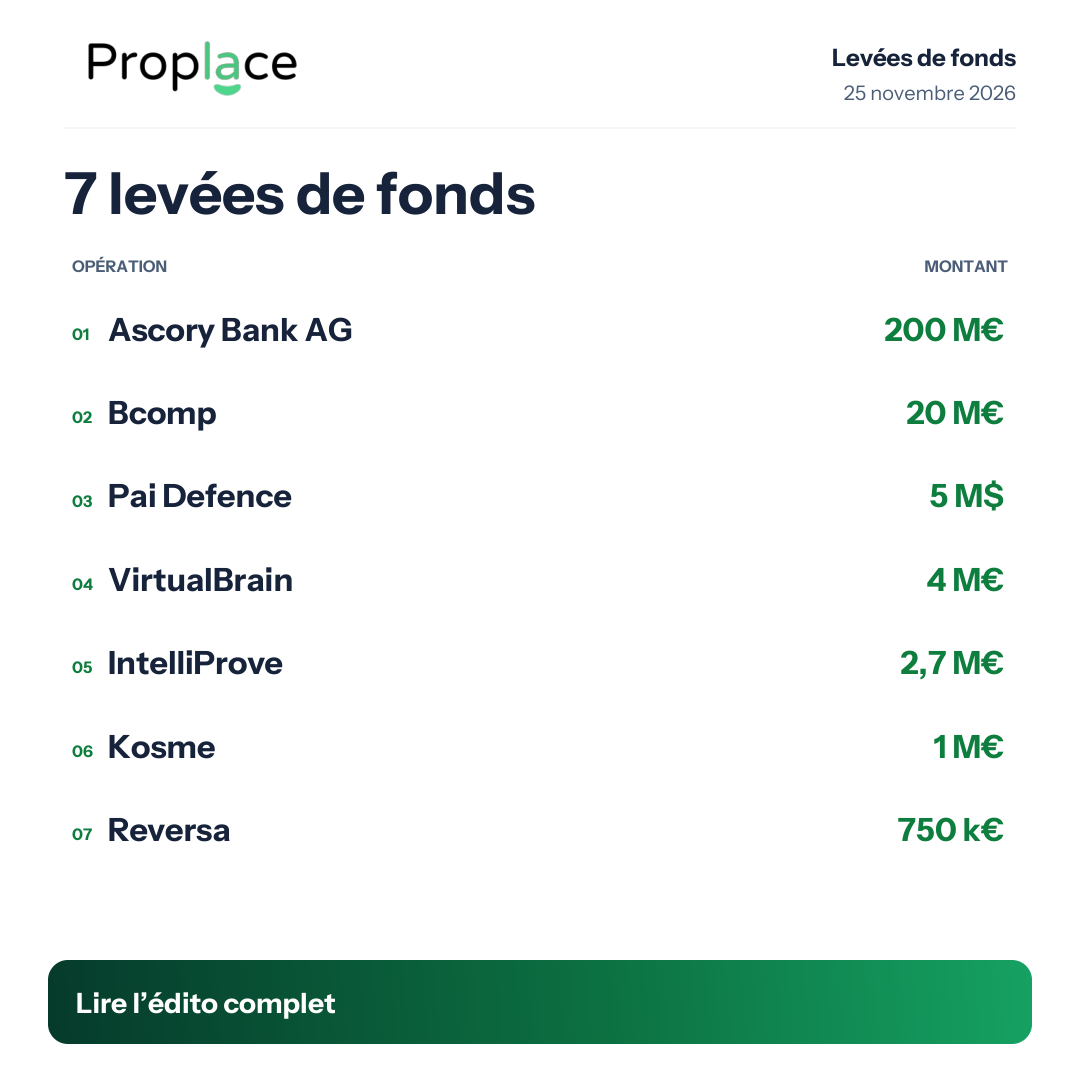 Proplace
Levées de fonds
25 novembre 2026
7 levées de fonds
OPÉRATION MONTANT
01 Ascory Bank AG 200 M€
02 Bcomp 20 M€
03 Pai Defence 5 M$
04 VirtualBrain 4 M€
05 IntelliProve 2,7 M€
06 Kosme 1 M€
07 Reversa 750 k€
Lire l’édito complet